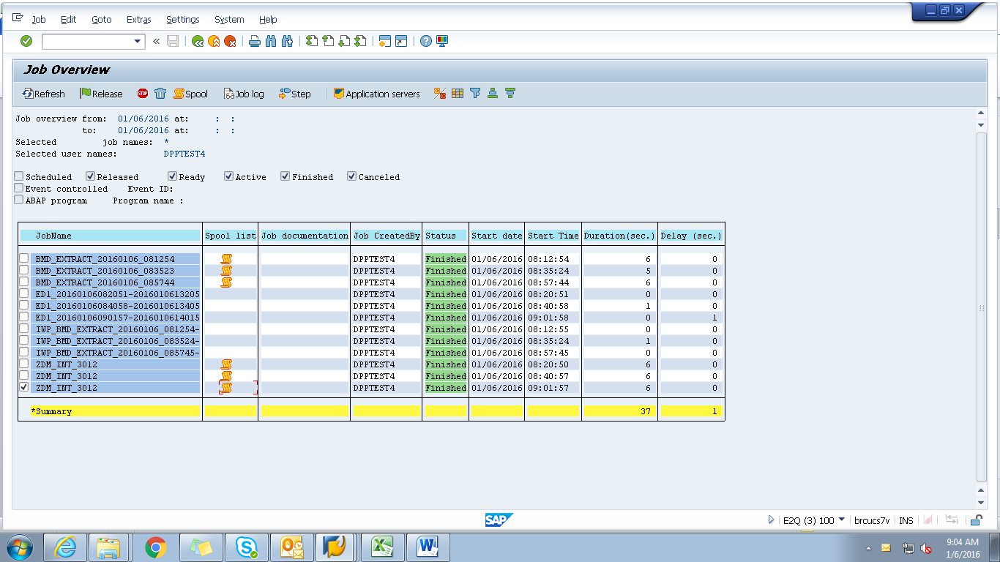 Job Edit Goto Extras Settings System Help
Job Overview
Refresh Release STOP Spool Job log Step Application servers
Job overview from: 01/06/2016 at: : :
to: 01/06/2016 at: : :
Selected job names: *
Selected user names: DPPTEST4
Scheduled Released Ready Active Finished Canceled
Event controlled Event ID:
ABAP program Program name :
JobName Spool list Job documentation Job CreatedBy Status Start date Start Time Duration(sec.) Delay (sec.)
BMD_EXTRACT_20160106_081254 DPPTEST4 Finished 01/06/2016 08:12:54 6 0
BMD_EXTRACT_20160106_083523 DPPTEST4 Finished 01/06/2016 08:35:24 5 0
BMD_EXTRACT_20160106_085744 DPPTEST4 Finished 01/06/2016 08:57:44 6 0
ED1_20160106082051-2016010613205 DPPTEST4 Finished 01/06/2016 08:20:51 0 0
ED1_20160106084058-2016010613405 DPPTEST4 Finished 01/06/2016 08:40:58 1 0
ED1_20160106090157-2016010614015 DPPTEST4 Finished 01/06/2016 09:01:58 0 1
IWP_BMD_EXTRACT_20160106_081254- DPPTEST4 Finished 01/06/2016 08:12:55 0 0
IWP_BMD_EXTRACT_20160106_083524- DPPTEST4 Finished 01/06/2016 08:35:24 1 0
IWP_BMD_EXTRACT_20160106_085745- DPPTEST4 Finished 01/06/2016 08:57:45 0 0
ZDM_INT_3012 DPPTEST4 Finished 01/06/2016 08:20:50 6 0
ZDM_INT_3012 DPPTEST4 Finished 01/06/2016 08:40:57 6 0
ZDM_INT_3012 DPPTEST4 Finished 01/06/2016 09:01:57 6 0
*Summary 37 1
SAP E2Q (3) 100 brcucs7v INS
9:04 AM
1/6/2016